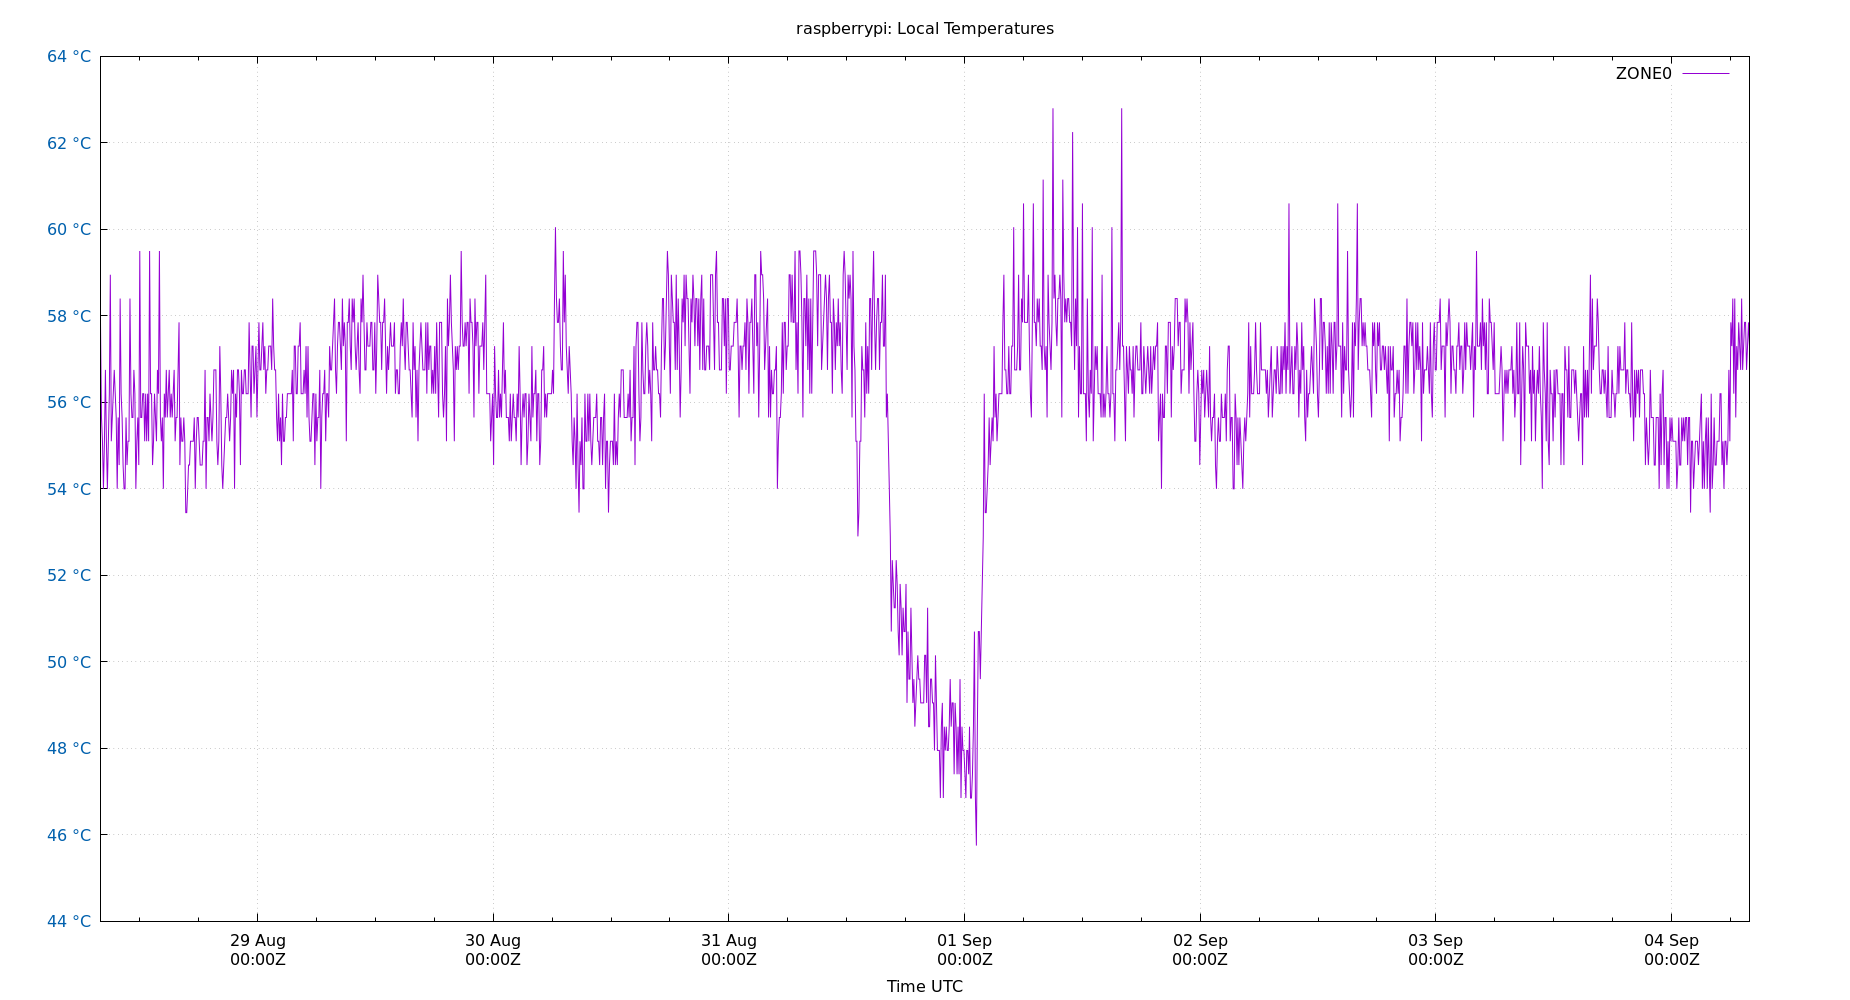 raspberrypi: Local Temperatures
ZONE0
64 °C
62 °C
60 °C
58 °C
56 °C
54 °C
52 °C
50 °C
48 °C
46 °C
44 °C
29 Aug 30 Aug 31 Aug 01 Sep 02 Sep 03 Sep 04 Sep
00:00Z 00:00Z 00:00Z 00:00Z 00:00Z 00:00Z 00:00Z
Time UTC